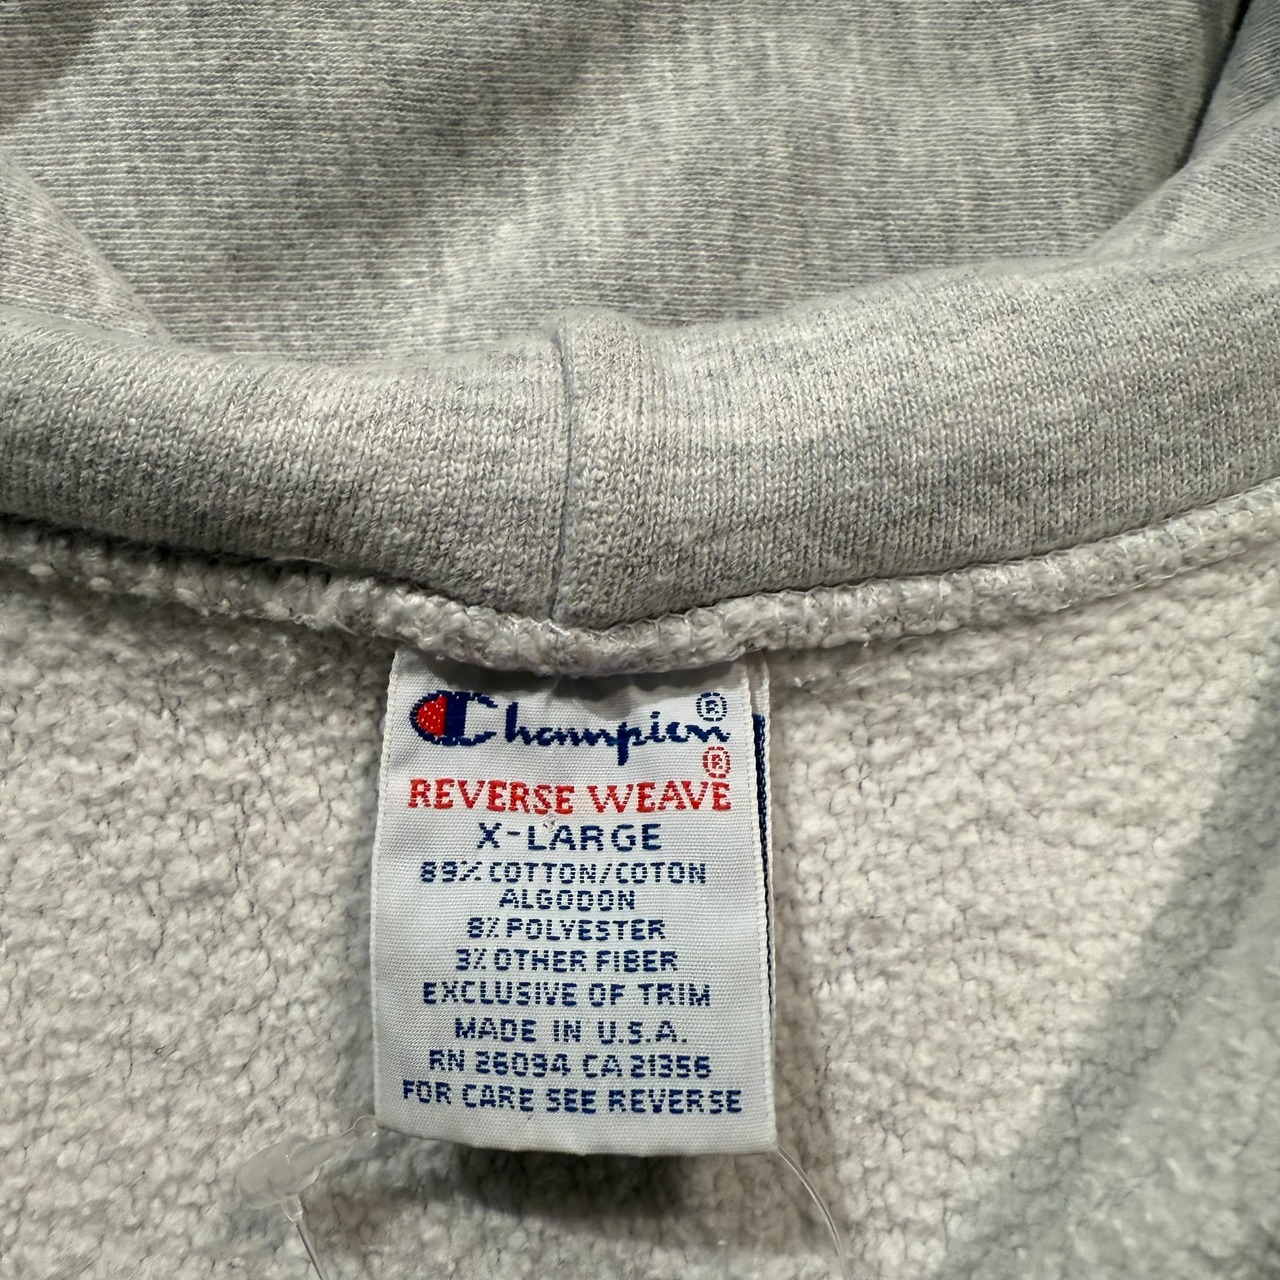 Champion®
REVERSE WEAVE®
X-LARGE
89% COTTON/COTON
ALGODON
8% POLYESTER
3% OTHER FIBER
EXCLUSIVE OF TRIM
MADE IN U.S.A.
RN 26094 CA 21356
FOR CARE SEE REVERSE